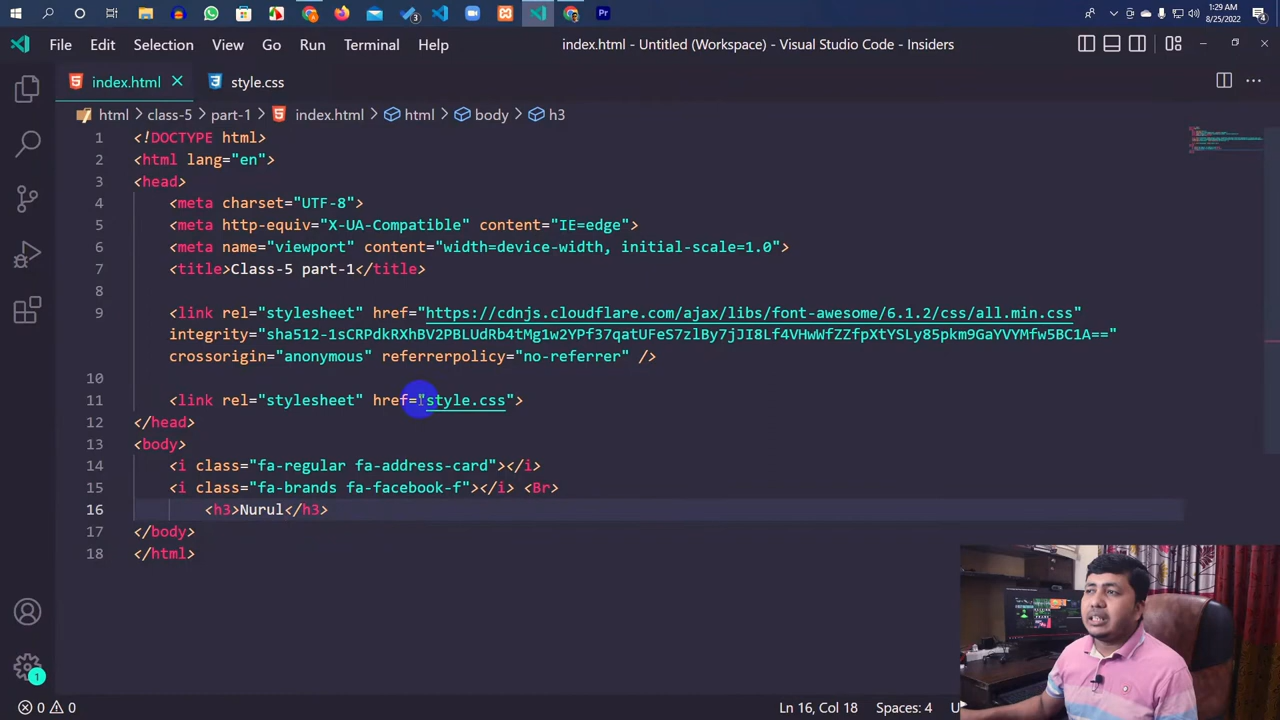 1:29 AM
8/25/2022
File Edit Selection View Go Run Terminal Help
index.html - Untitled (Workspace) - Visual Studio Code - Insiders
index.html
style.css
html > class-5 > part-1 > index.html > html > body > h3
1 <!DOCTYPE html>
2 <html lang="en">
3 <head>
4 <meta charset="UTF-8">
5 <meta http-equiv="X-UA-Compatible" content="IE=edge">
6 <meta name="viewport" content="width=device-width, initial-scale=1.0">
7 <title>Class-5 part-1</title>
8
9 <link rel="stylesheet" href="https://cdnjs.cloudflare.com/ajax/libs/font-awesome/6.1.2/css/all.min.css"
integrity="sha512-1sCRPdkRXhBV2PBLUdRb4tMg1w2YPf37qatUFeS7zlBy7jJI8Lf4VHwWfZZfpXtYSLy85pkm9GaYVYMfw5BC1A=="
crossorigin="anonymous" referrerpolicy="no-referrer" />
10
11 <link rel="stylesheet" href="style.css">
12 </head>
13 <body>
14 <i class="fa-regular fa-address-card"></i>
15 <i class="fa-brands fa-facebook-f"></i> <Br>
16 <h3>Nurul</h3>
17 </body>
18 </html>
1
0 0 Ln 16, Col 18 Spaces: 4